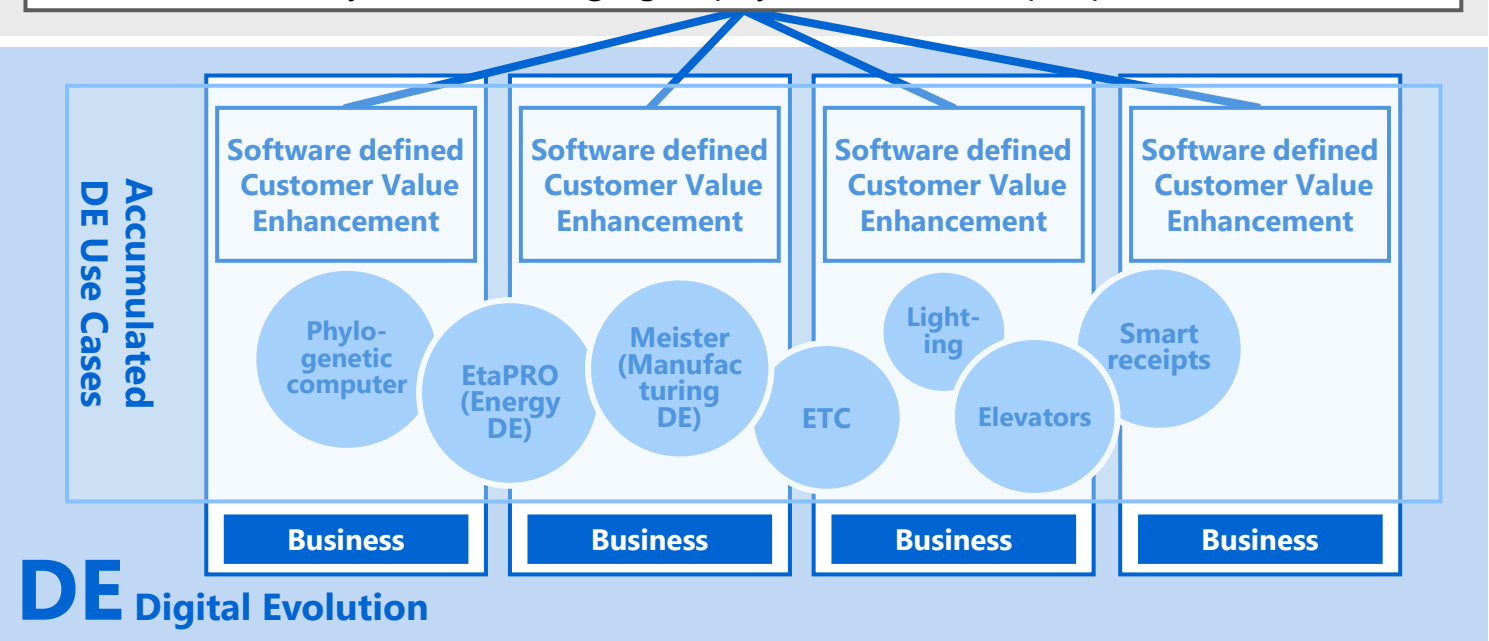 Accumulated
DE Use Cases
Software defined
Customer Value
Enhancement
Software defined
Customer Value
Enhancement
Software defined
Customer Value
Enhancement
Software defined
Customer Value
Enhancement
Phylo-
genetic
computer
EtaPRO
(Energy
DE)
Meister
(Manufac
turing
DE)
ETC
Light-
ing
Elevators
Smart
receipts
Business
Business
Business
Business
DE Digital Evolution